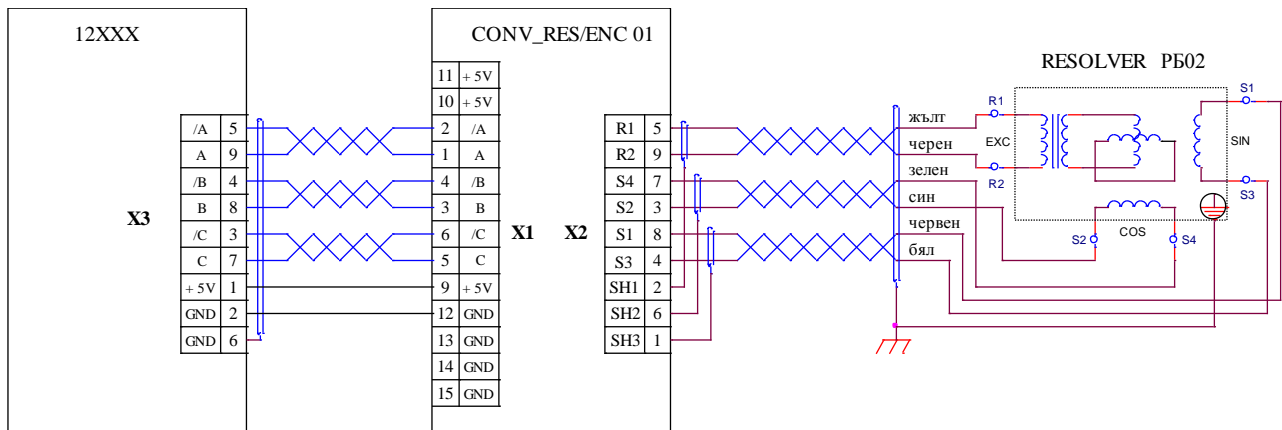 12XXX
CONV_RES/ENC 01
RESOLVER РБ02
11 + 5V
10 + 5V
/A 5
2 /A
R1 5
жълт
R1
S1
A 9
1 A
R2 9
черен
EXC
SIN
/B 4
4 /B
S4 7
зелен
R2
S3
B 8
3 B
S2 3
син
X3
/C 3
6 /C
X1
X2
S1 8
червен
S2
COS
S4
C 7
5 C
S3 4
бял
+ 5V 1
9 + 5V
SH1 2
GND 2
12 GND
SH2 6
GND 6
13 GND
SH3 1
14 GND
15 GND